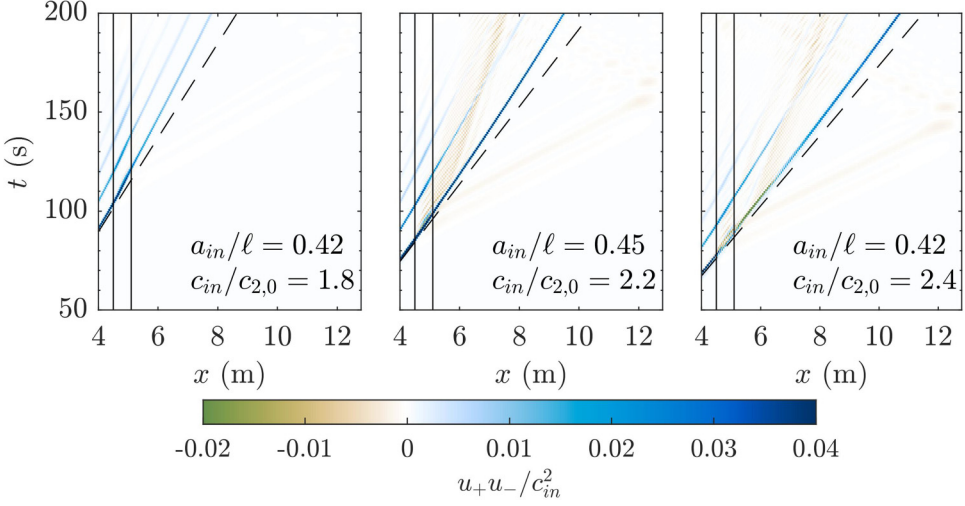 200
150
100
50
t (s)
a_{in}/ℓ = 0.42
c_{in}/c_{2,0} = 1.8
a_{in}/ℓ = 0.45
c_{in}/c_{2,0} = 2.2
a_{in}/ℓ = 0.42
c_{in}/c_{2,0} = 2.4
4 6 8 10 12
4 6 8 10 12
4 6 8 10 12
x (m)
x (m)
x (m)
-0.02 -0.01 0 0.01 0.02 0.03 0.04
u_+u_-/c_{in}^2